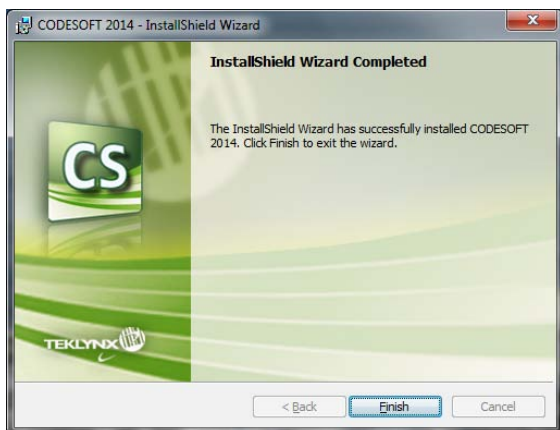 CODESOFT 2014 - InstallShield Wizard
InstallShield Wizard Completed
The InstallShield Wizard has successfully installed CODESOFT
2014. Click Finish to exit the wizard.
CS
TEKLYNX
< Back Finish Cancel